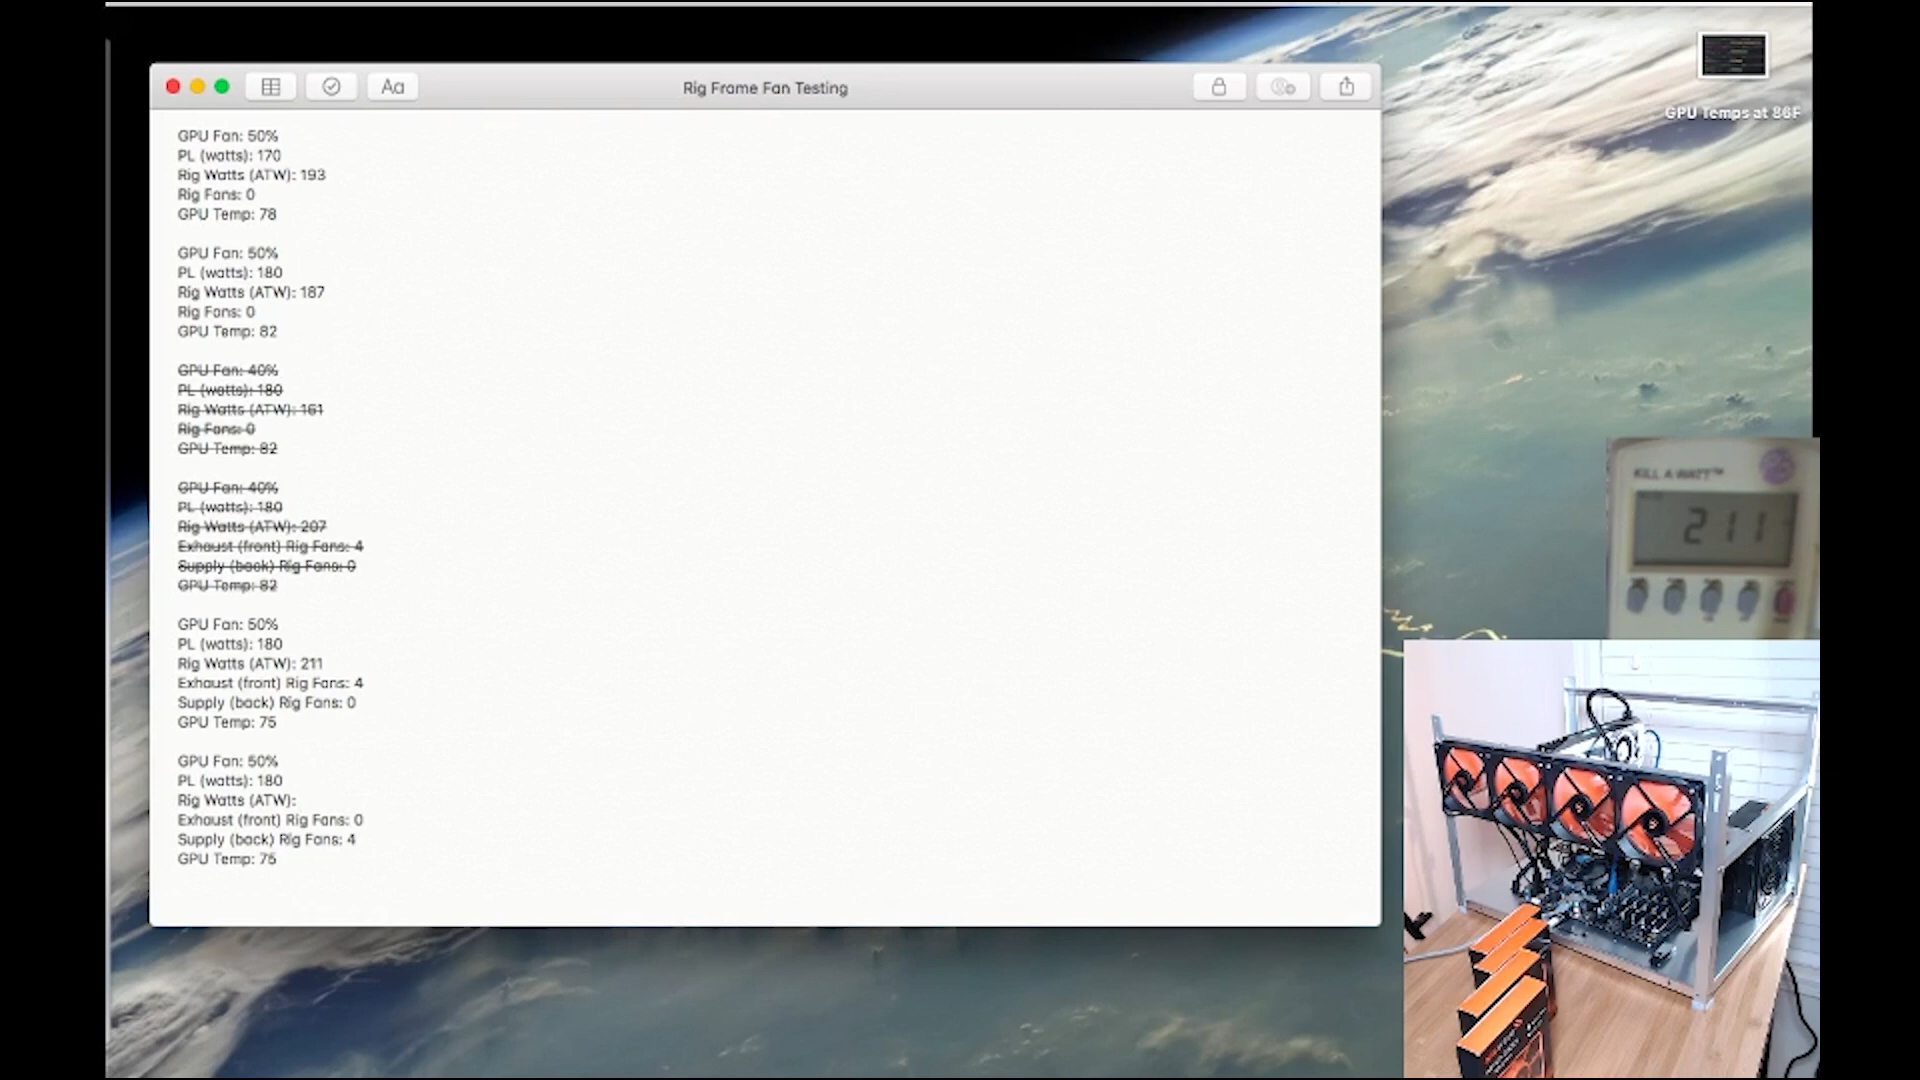 Rig Frame Fan Testing
Aa
GPU Temps at 86F
GPU Fan: 50%
PL (watts): 170
Rig Watts (ATW): 193
Rig Fans: 0
GPU Temp: 78
GPU Fan: 50%
PL (watts): 180
Rig Watts (ATW): 187
Rig Fans: 0
GPU Temp: 82
GPU Fan: 40%
PL (watts): 180
Rig Watts (ATW): 161
Rig Fans: 0
GPU Temp: 82
GPU Fan: 40%
PL (watts): 180
Rig Watts (ATW): 207
Exhaust (front) Rig Fans: 4
Supply (back) Rig Fans: 0
GPU Temp: 82
GPU Fan: 50%
PL (watts): 180
Rig Watts (ATW): 211
Exhaust (front) Rig Fans: 4
Supply (back) Rig Fans: 0
GPU Temp: 75
GPU Fan: 50%
PL (watts): 180
Rig Watts (ATW):
Exhaust (front) Rig Fans: 0
Supply (back) Rig Fans: 4
GPU Temp: 75
KILL A WATT™
211